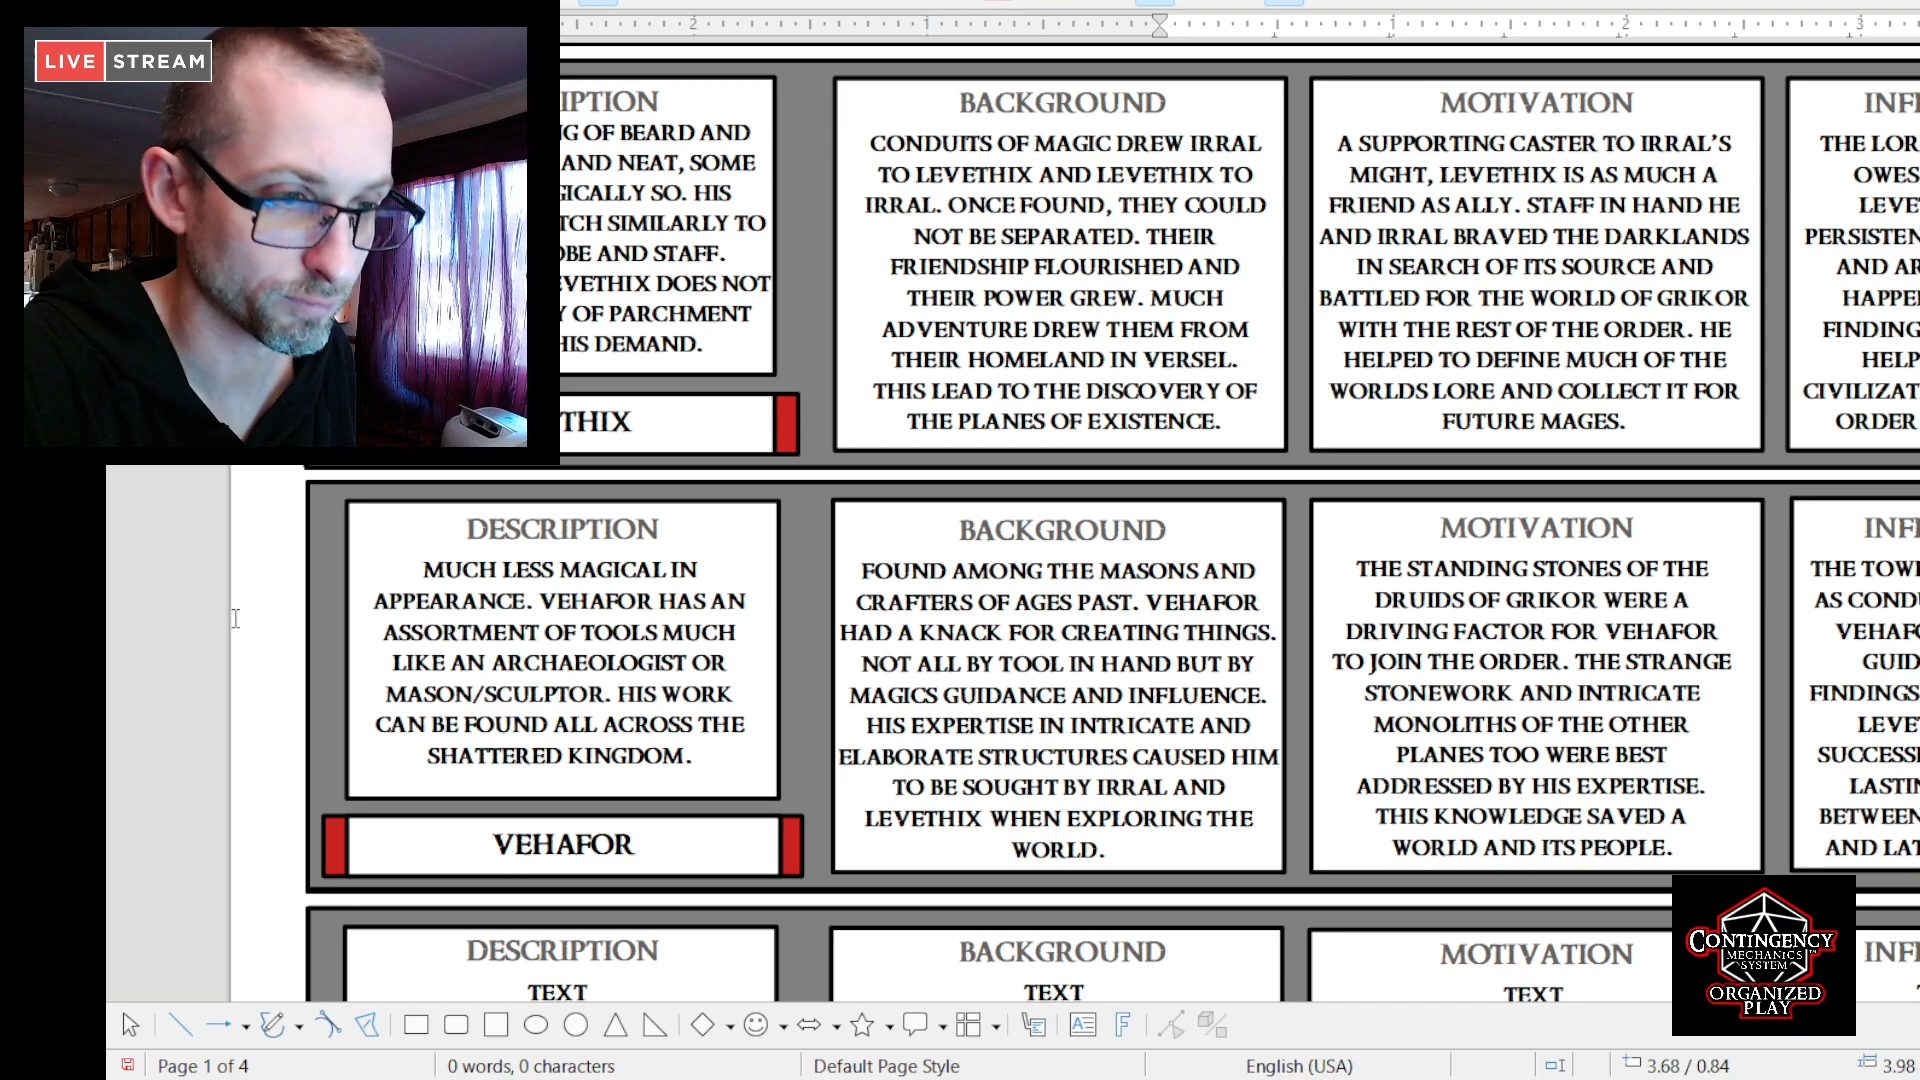 LIVE STREAM
2 1 1 2 3
IPTION
G OF BEARD AND
AND NEAT, SOME
GICALLY SO. HIS
TCH SIMILARLY TO
OBE AND STAFF.
EVETHIX DOES NOT
Y OF PARCHMENT
HIS DEMAND.
THIX
BACKGROUND
CONDUITS OF MAGIC DREW IRRAL
TO LEVETHIX AND LEVETHIX TO
IRRAL. ONCE FOUND, THEY COULD
NOT BE SEPARATED. THEIR
FRIENDSHIP FLOURISHED AND
THEIR POWER GREW. MUCH
ADVENTURE DREW THEM FROM
THEIR HOMELAND IN VERSEL.
THIS LEAD TO THE DISCOVERY OF
THE PLANES OF EXISTENCE.
MOTIVATION
A SUPPORTING CASTER TO IRRAL'S
MIGHT, LEVETHIX IS AS MUCH A
FRIEND AS ALLY. STAFF IN HAND HE
AND IRRAL BRAVED THE DARKLANDS
IN SEARCH OF ITS SOURCE AND
BATTLED FOR THE WORLD OF GRIKOR
WITH THE REST OF THE ORDER. HE
HELPED TO DEFINE MUCH OF THE
WORLDS LORE AND COLLECT IT FOR
FUTURE MAGES.
INF
THE LOR
OWES
LEVE
PERSISTEN
AND AR
HAPPE
FINDING
HELP
CIVILIZAT
ORDER
DESCRIPTION
MUCH LESS MAGICAL IN
APPEARANCE. VEHAFOR HAS AN
ASSORTMENT OF TOOLS MUCH
LIKE AN ARCHAEOLOGIST OR
MASON/SCULPTOR. HIS WORK
CAN BE FOUND ALL ACROSS THE
SHATTERED KINGDOM.
VEHAFOR
BACKGROUND
FOUND AMONG THE MASONS AND
CRAFTERS OF AGES PAST. VEHAFOR
HAD A KNACK FOR CREATING THINGS.
NOT ALL BY TOOL IN HAND BUT BY
MAGICS GUIDANCE AND INFLUENCE.
HIS EXPERTISE IN INTRICATE AND
ELABORATE STRUCTURES CAUSED HIM
TO BE SOUGHT BY IRRAL AND
LEVETHIX WHEN EXPLORING THE
WORLD.
MOTIVATION
THE STANDING STONES OF THE
DRUIDS OF GRIKOR WERE A
DRIVING FACTOR FOR VEHAFOR
TO JOIN THE ORDER. THE STRANGE
STONEWORK AND INTRICATE
MONOLITHS OF THE OTHER
PLANES TOO WERE BEST
ADDRESSED BY HIS EXPERTISE.
THIS KNOWLEDGE SAVED A
WORLD AND ITS PEOPLE.
INF
THE TOW
AS COND
VEHAFO
GUID
FINDINGS
LEVE
SUCCESS
LASTIN
BETWEEN
AND LAT
DESCRIPTION
TEXT
BACKGROUND
TEXT
MOTIVATION
TEXT
INF
CONTINGENCY
MECHANICS
SYSTEM
ORGANIZED
PLAY
Page 1 of 4
0 words, 0 characters
Default Page Style
English (USA)
3.68 / 0.84
3.98